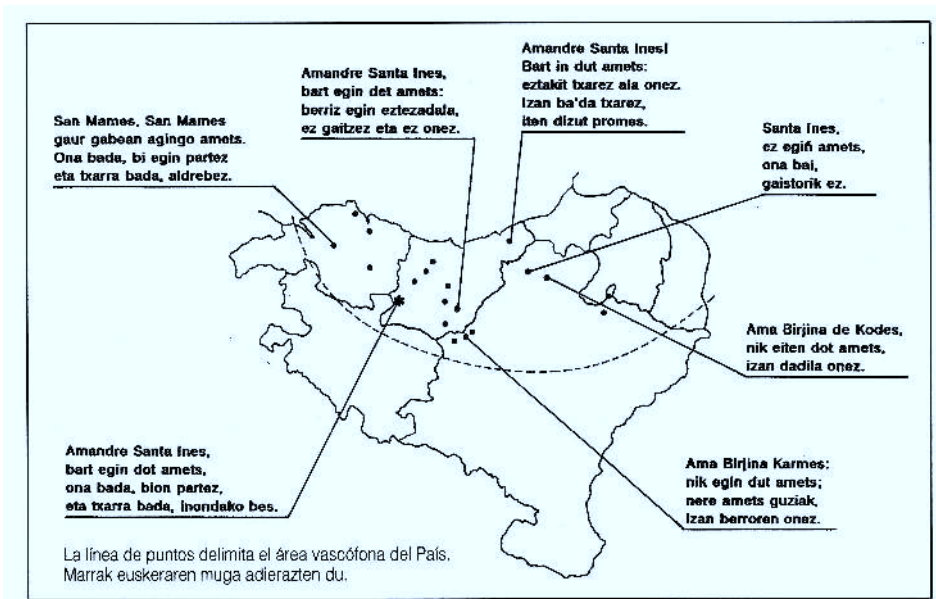 San Mames, San Mames
gaur gabean agingo amets.
Ona bada, bi egin partez
eta txarra bada, aldrebez.
Amandre Santa Ines,
bart egin det amets:
berriz egin eztezadala,
ez gaitzez eta ez onez.
Amandre Santa Ines!
Bart in dut amets:
eztakit txarez ala onez.
Izan ba'da txarez,
iten dizut promes.
Santa Ines,
ez egiñ amets,
ona bai,
gaistorik ez.
Ama Birjina de Kodes,
nik eiten dot amets,
izan dadila onez.
Amandre Santa Ines,
bart egin dot amets,
ona bada, bion partez,
eta txarra bada, inondako bes.
Ama Birjina Karmes:
nik egin dut amets;
nere amets guziak,
izan berroren onez.
La línea de puntos delimita el área vascófona del País.
Marrak euskeraren muga adierazten du.